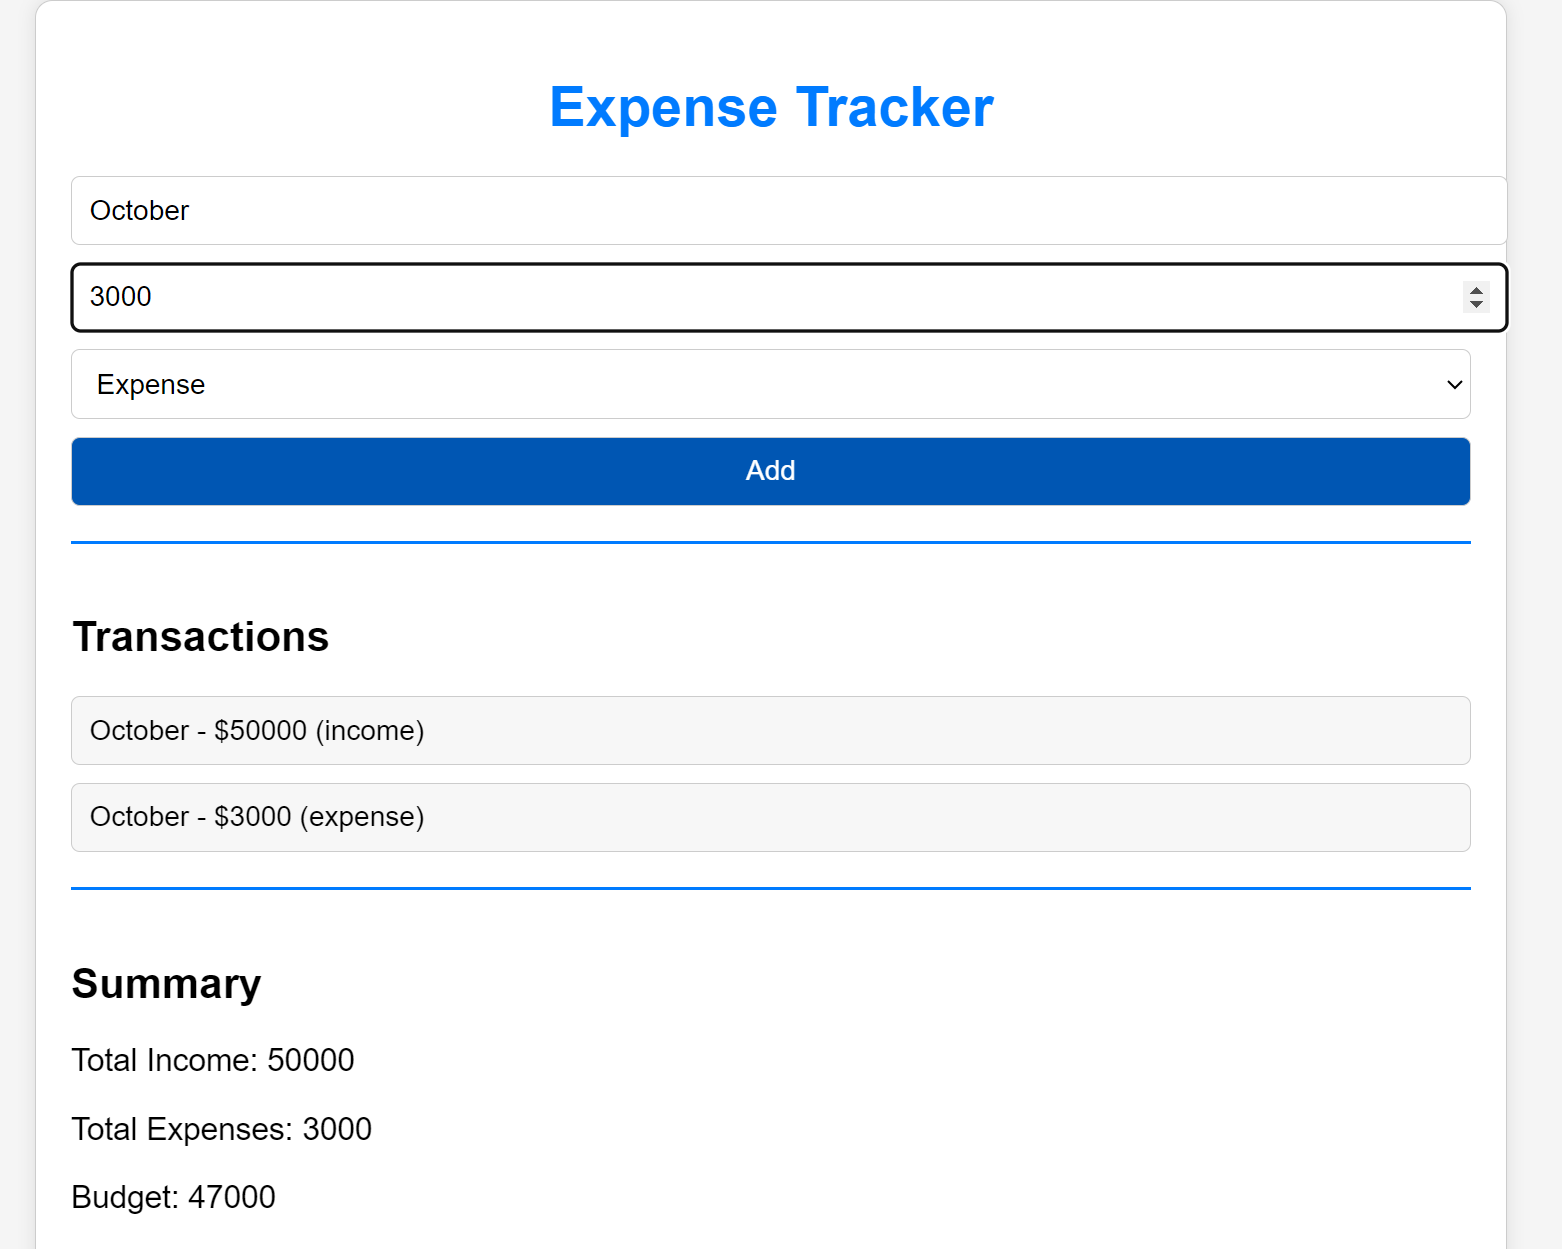 Expense Tracker
October
3000
Expense
Add
Transactions
October - $50000 (income)
October - $3000 (expense)
Summary
Total Income: 50000
Total Expenses: 3000
Budget: 47000